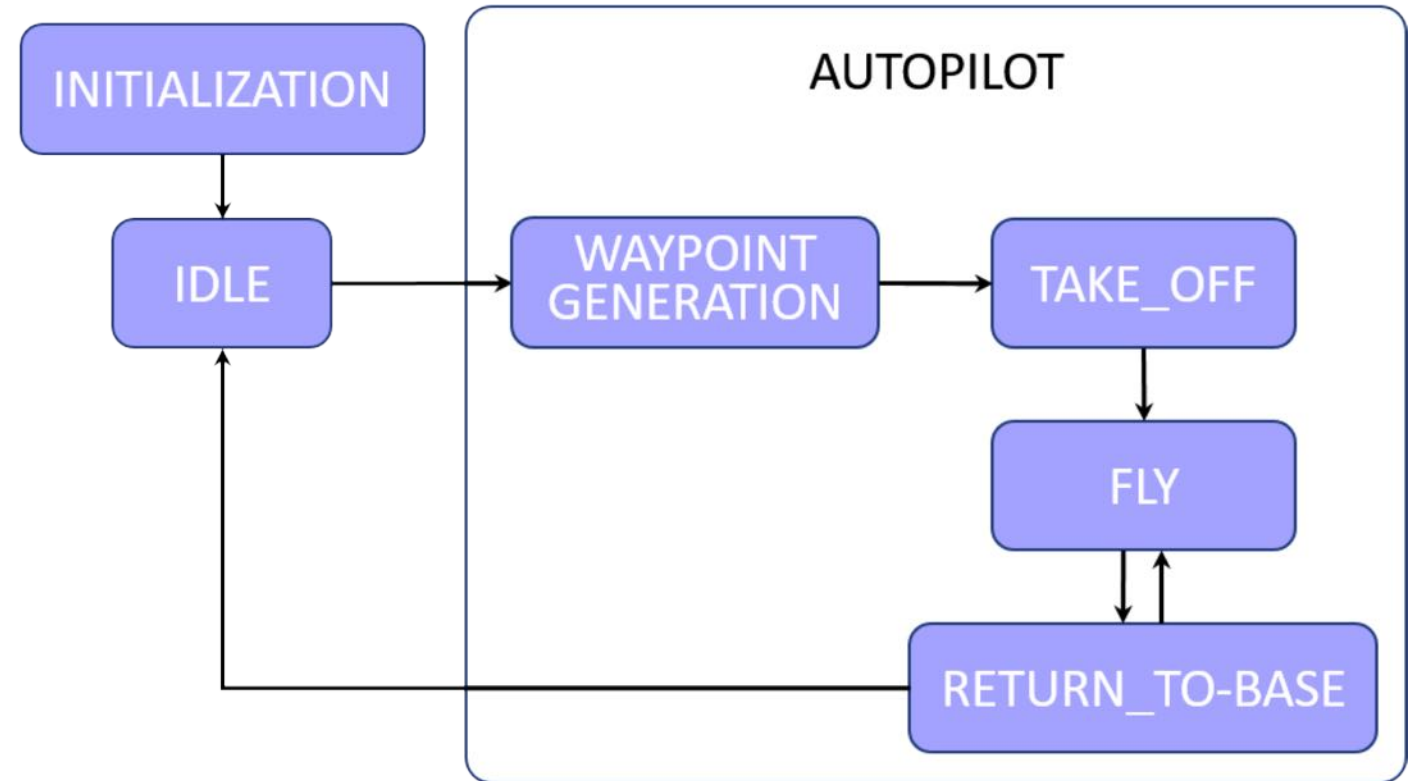 INITIALIZATION
AUTOPILOT
IDLE
WAYPOINT
GENERATION
TAKE_OFF
FLY
RETURN_TO-BASE